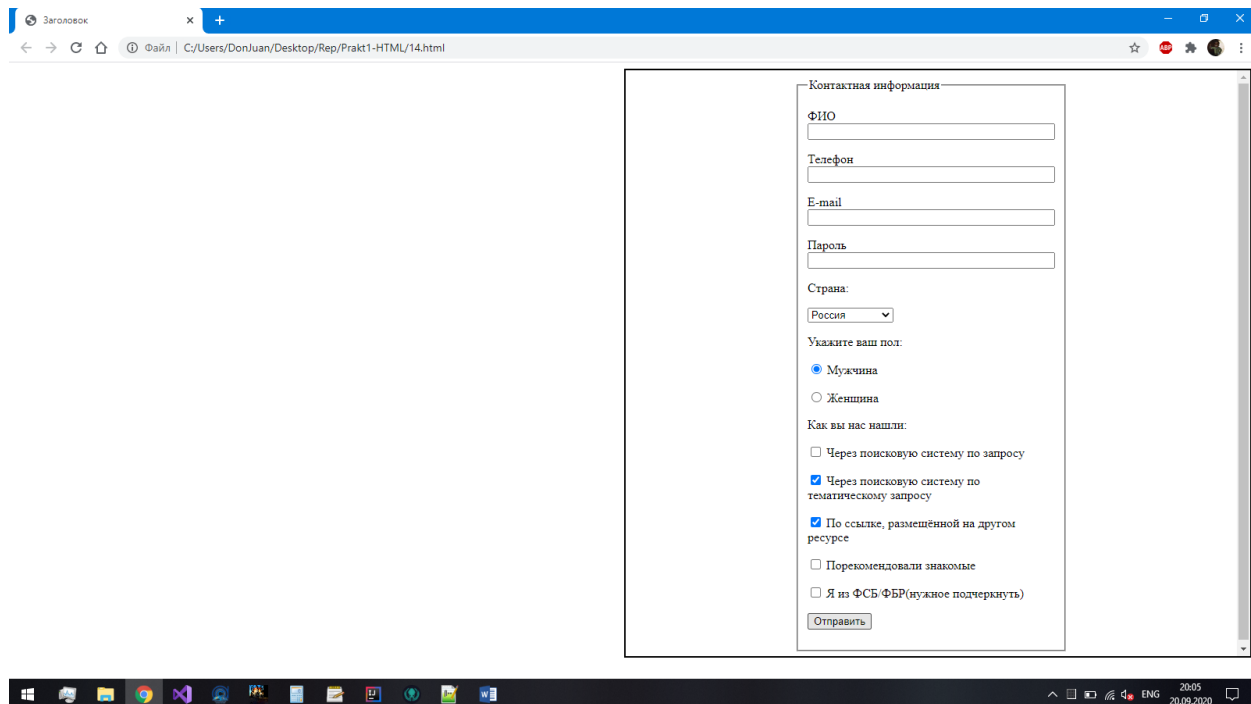 Заголовок
Файл C:/Users/DonJuan/Desktop/Rep/Prakt1-HTML/14.html
ABP
Контактная информация
ФИО
Телефон
E-mail
Пароль
Страна:
Россия
Укажите ваш пол:
Мужчина
Женщина
Как вы нас нашли:
Через поисковую систему по запросу
Через поисковую систему по
тематическому запросу
По ссылке, размещённой на другом
ресурсе
Порекомендовали знакомые
Я из ФСБ/ФБР(нужное подчеркнуть)
Отправить
ENG
20:05
20.09.2020